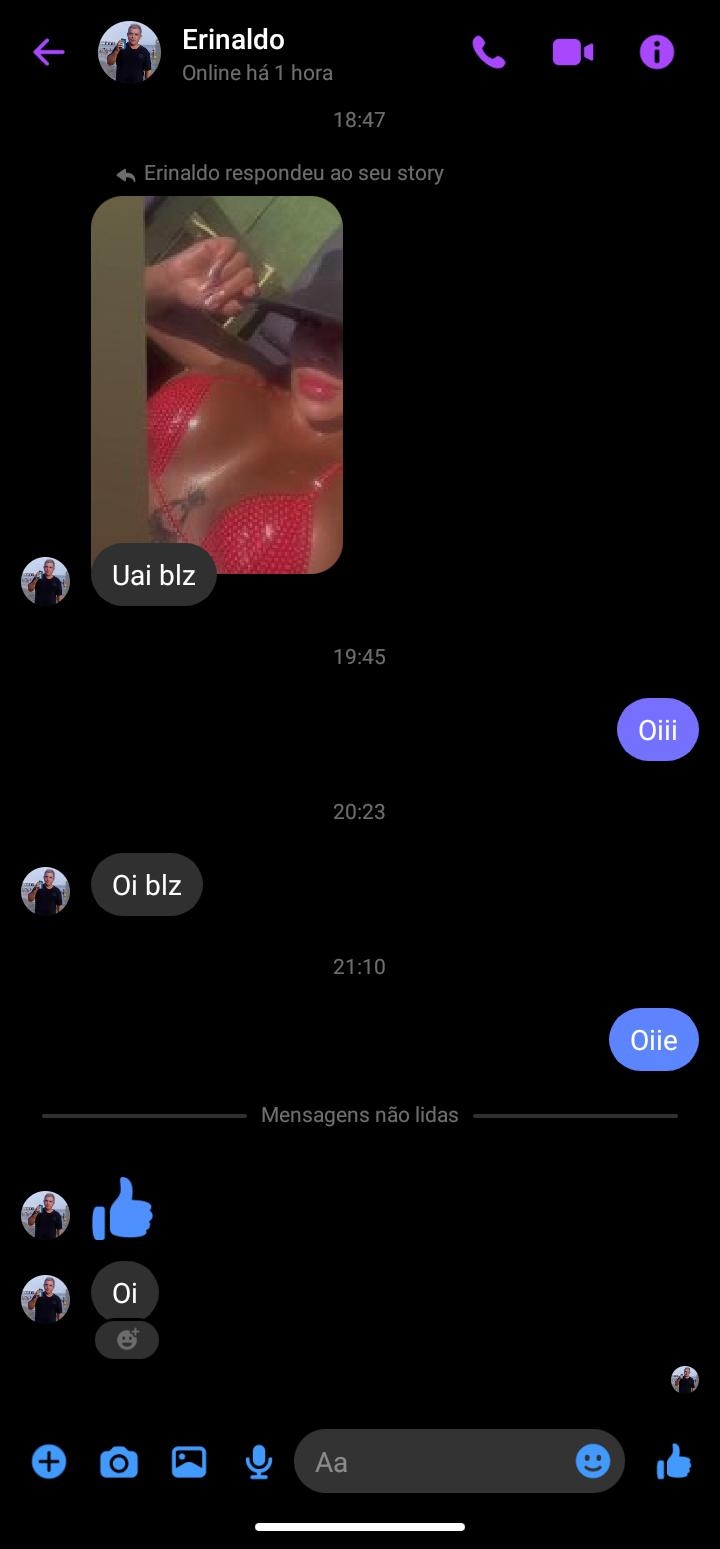 Erinaldo
Online há 1 hora
18:47
Erinaldo respondeu ao seu story
Uai blz
19:45
Oiii
20:23
Oi blz
21:10
Oiie
Mensagens não lidas
Oi
Aa